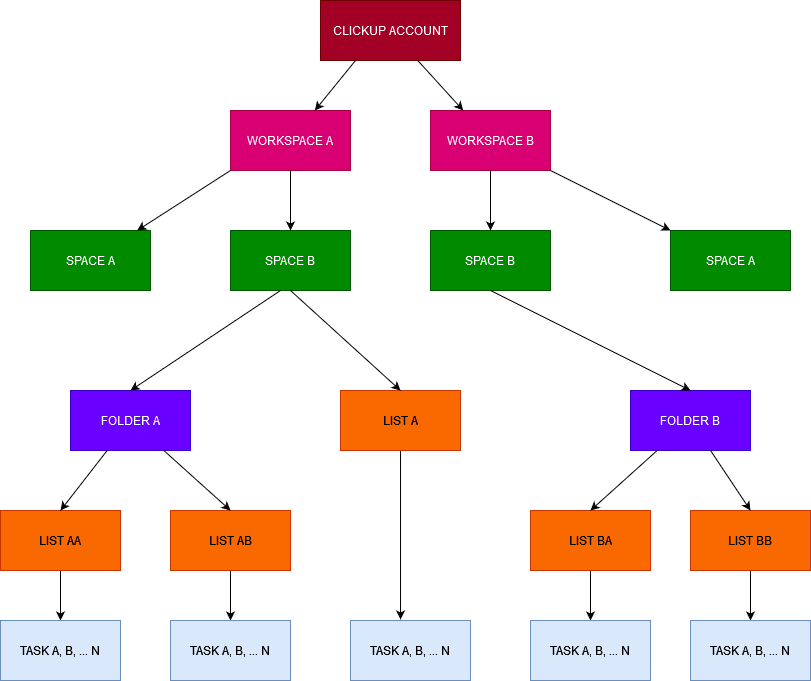 CLICKUP ACCOUNT
WORKSPACE A
WORKSPACE B
SPACE A
SPACE B
SPACE B
SPACE A
FOLDER A
LIST A
FOLDER B
LIST AA
LIST AB
LIST BA
LIST BB
TASK A, B, ... N
TASK A, B, ... N
TASK A, B, ... N
TASK A, B, ... N
TASK A, B, ... N